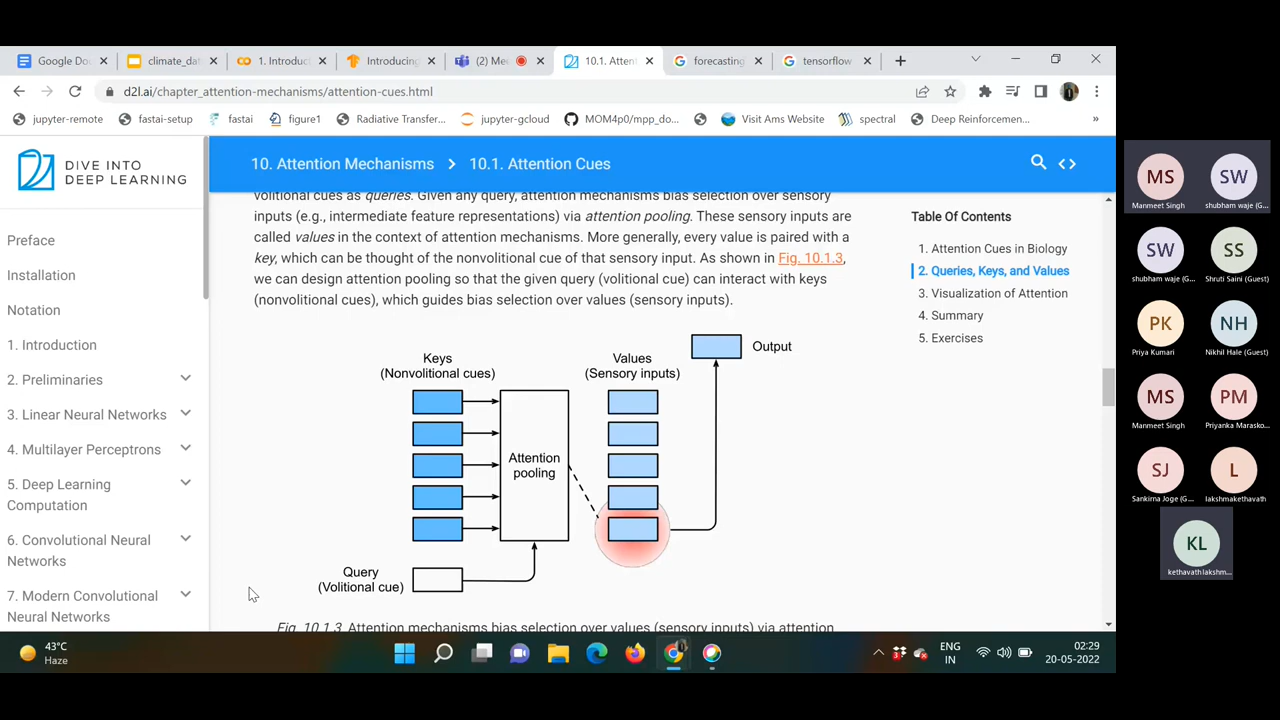 Google Do
climate_dat
1. Introduc
Introducing
(2) Me
10.1. Atten
forecasting
tensorflow
d2l.ai/chapter_attention-mechanisms/attention-cues.html
jupyter-remote
fastai-setup
fastai
figure1
Radiative Transfer...
jupyter-gcloud
MOM4p0/mpp_do...
Visit Ams Website
spectral
Deep Reinforcemen...
»
DIVE INTO
DEEP LEARNING
10. Attention Mechanisms > 10.1. Attention Cues
Preface
Installation
Notation
1. Introduction
2. Preliminaries
3. Linear Neural Networks
4. Multilayer Perceptrons
5. Deep Learning
Computation
6. Convolutional Neural
Networks
7. Modern Convolutional
Neural Networks
volitional cues as queries. Given any query, attention mechanisms bias selection over sensory
inputs (e.g., intermediate feature representations) via attention pooling. These sensory inputs are
called values in the context of attention mechanisms. More generally, every value is paired with a
key, which can be thought of the nonvolitional cue of that sensory input. As shown in Fig. 10.1.3,
we can design attention pooling so that the given query (volitional cue) can interact with keys
(nonvolitional cues), which guides bias selection over values (sensory inputs).
Keys
(Nonvolitional cues)
Values
(Sensory inputs)
Output
Attention
pooling
Query
(Volitional cue)
Fig. 10.1.3 Attention mechanisms bias selection over values (sensory inputs) via attention
Table Of Contents
1. Attention Cues in Biology
2. Queries, Keys, and Values
3. Visualization of Attention
4. Summary
5. Exercises
MS
Manmeet Singh
SW
shubham waje (G...
SW
shubham waje (G...
SS
Shruti Saini (Guest)
PK
Priya Kumari
NH
Nikhil Hale (Guest)
MS
Manmeet Singh
PM
Priyanka Marasko...
SJ
Sankirna Joge (G...
L
lakshmakethavath
KL
kethavath lakshm...
43°C
Haze
ENG
IN
02:29
20-05-2022